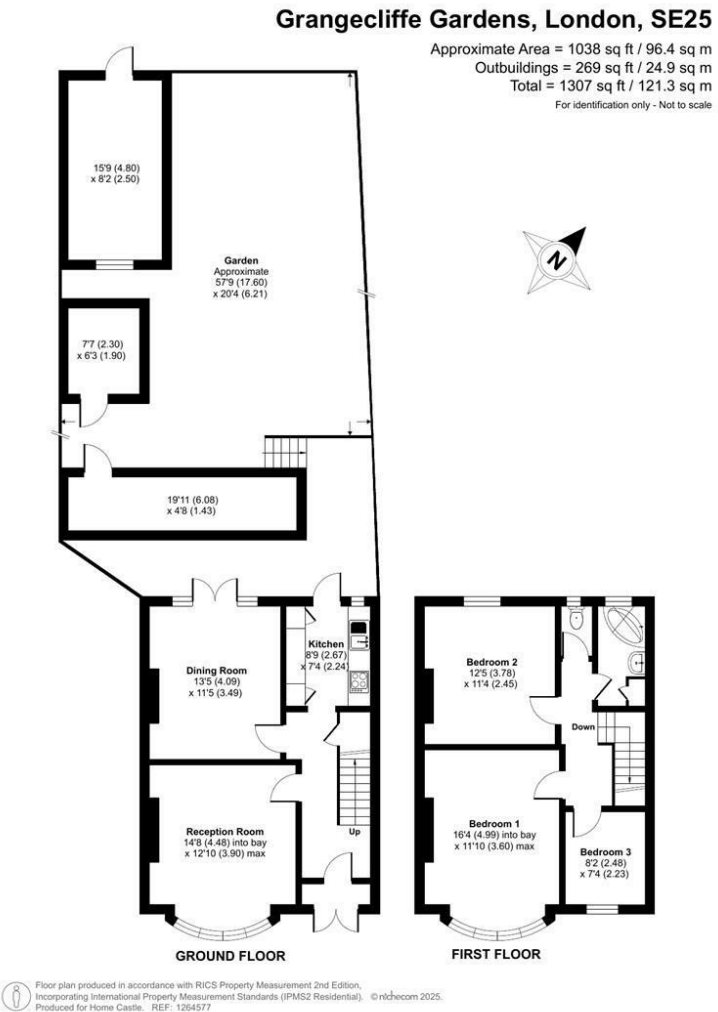 Grangecliffe Gardens, London, SE25
Approximate Area = 1038 sq ft / 96.4 sq m
Outbuildings = 269 sq ft / 24.9 sq m
Total = 1307 sq ft / 121.3 sq m
For identification only - Not to scale
15'9 (4.80)
x 8'2 (2.50)
N
Garden
Approximate
57'9 (17.60)
x 20'4 (6.21)
7'7 (2.30)
x 6'3 (1.90)
19'11 (6.08)
x 4'8 (1.43)
Kitchen
8'9 (2.67)
x 7'4 (2.24)
Dining Room
13'5 (4.09)
x 11'5 (3.49)
Reception Room
14'8 (4.48) into bay
x 12'10 (3.90) max
Up
GROUND FLOOR
Bedroom 2
12'5 (3.78)
x 11'4 (2.45)
Down
Bedroom 1
16'4 (4.99) into bay
x 11'10 (3.60) max
Bedroom 3
8'2 (2.48)
x 7'4 (2.23)
FIRST FLOOR
Floor plan produced in accordance with RICS Property Measurement 2nd Edition,
Incorporating International Property Measurement Standards (IPMS2 Residential). ©nichecom 2025.
Produced for Home Castle. REF: 1264577